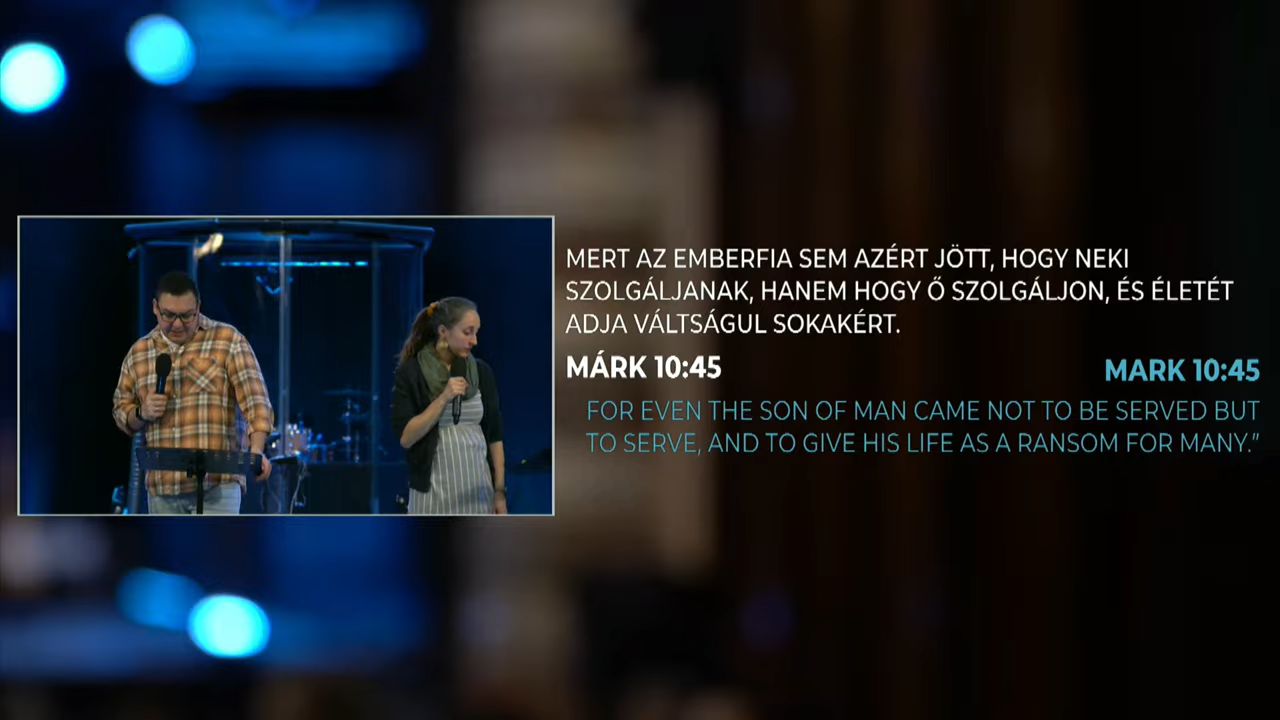 MERT AZ EMBERFIA SEM AZÉRT JÖTT, HOGY NEKI
SZOLGÁLJANAK, HANEM HOGY Ő SZOLGÁLJON, ÉS ÉLETÉT
ADJA VÁLTSÁGUL SOKAKÉRT.
MÁRK 10:45
MARK 10:45
FOR EVEN THE SON OF MAN CAME NOT TO BE SERVED BUT
TO SERVE, AND TO GIVE HIS LIFE AS A RANSOM FOR MANY.”